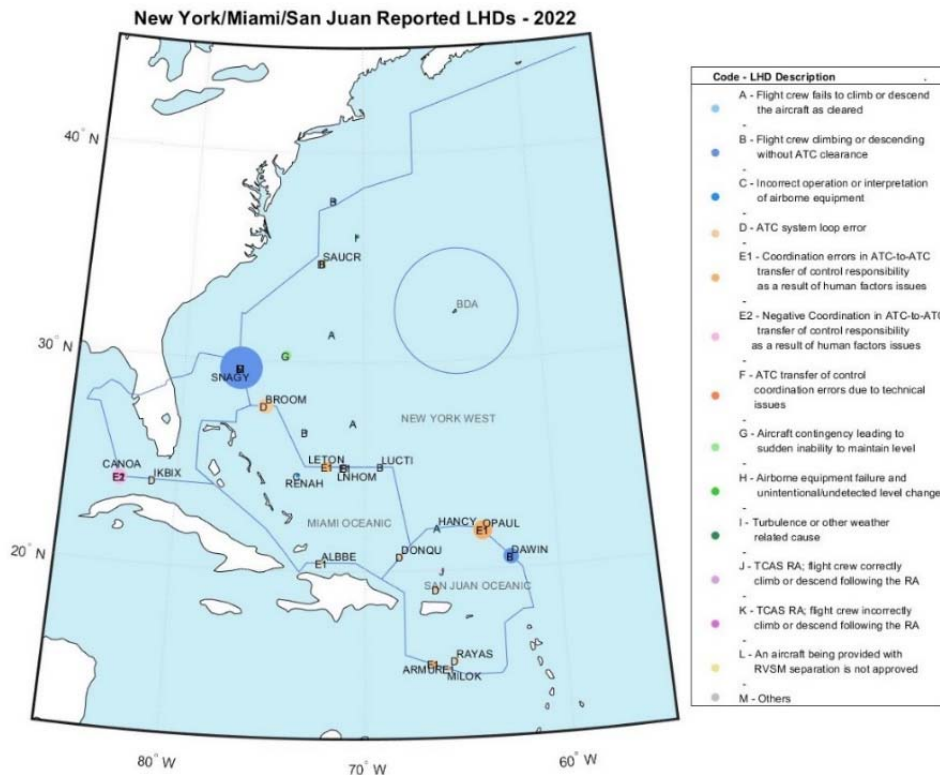 New York/Miami/San Juan Reported LHDs - 2022
40° N
30° N
20° N
80° W
70° W
60° W
B
F
SAUCR
B
BDA
A
G
SNAGY
BROOM
D
A
B
NEW YORK WEST
CANOA
E2
IKBIX
D
LETON
E1
LNHOM
LUCTI
B
RENAH
MIAMI OCEANIC
HANCY
A
OPAUL
E1
DAWIN
B
ALBBE
E1
DONQU
D
J
SAN JUAN OCEANIC
D
RAYAS
D
ARMUR
E1
MILOK
Code - LHD Description
A - Flight crew fails to climb or descend
the aircraft as cleared
-
B - Flight crew climbing or descending
without ATC clearance
-
C - Incorrect operation or interpretation
of airborne equipment
-
D - ATC system loop error
-
E1 - Coordination errors in ATC-to-ATC
transfer of control responsibility
as a result of human factors issues
-
E2 - Negative Coordination in ATC-to-ATC
transfer of control responsibility
as a result of human factors issues
-
F - ATC transfer of control
coordination errors due to technical
issues
-
G - Aircraft contingency leading to
sudden inability to maintain level
-
H - Airborne equipment failure and
unintentional/undetected level change
-
I - Turbulence or other weather
related cause
-
J - TCAS RA; flight crew correctly
climb or descend following the RA
-
K - TCAS RA; flight crew incorrectly
climb or descend following the RA
-
L - An aircraft being provided with
RVSM separation is not approved
-
M - Others